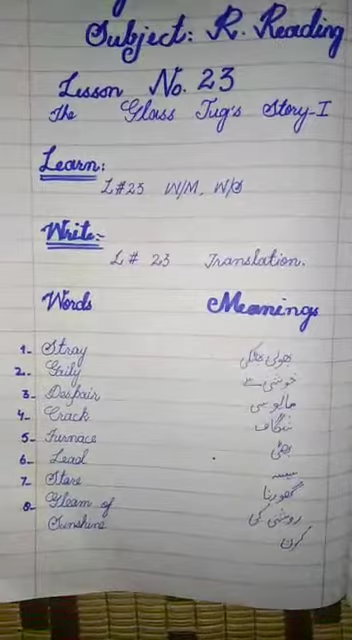 Subject: R. Reading
Lesson No. 23
The Glass Jug's Story-I
Learn:
L#23 W/M, W/S
Write:-
L# 23 Translation.
Words Meanings
1- Stray بھولی بھٹکی
2- Gaily خوشی سے
3- Despair مایوسی
4- Crack شگاف
5- Furnace بھٹی
6- Lead سیسہ
7- Stare گھورنا
8- Gleam of روشنی کی
Sunshine کرن